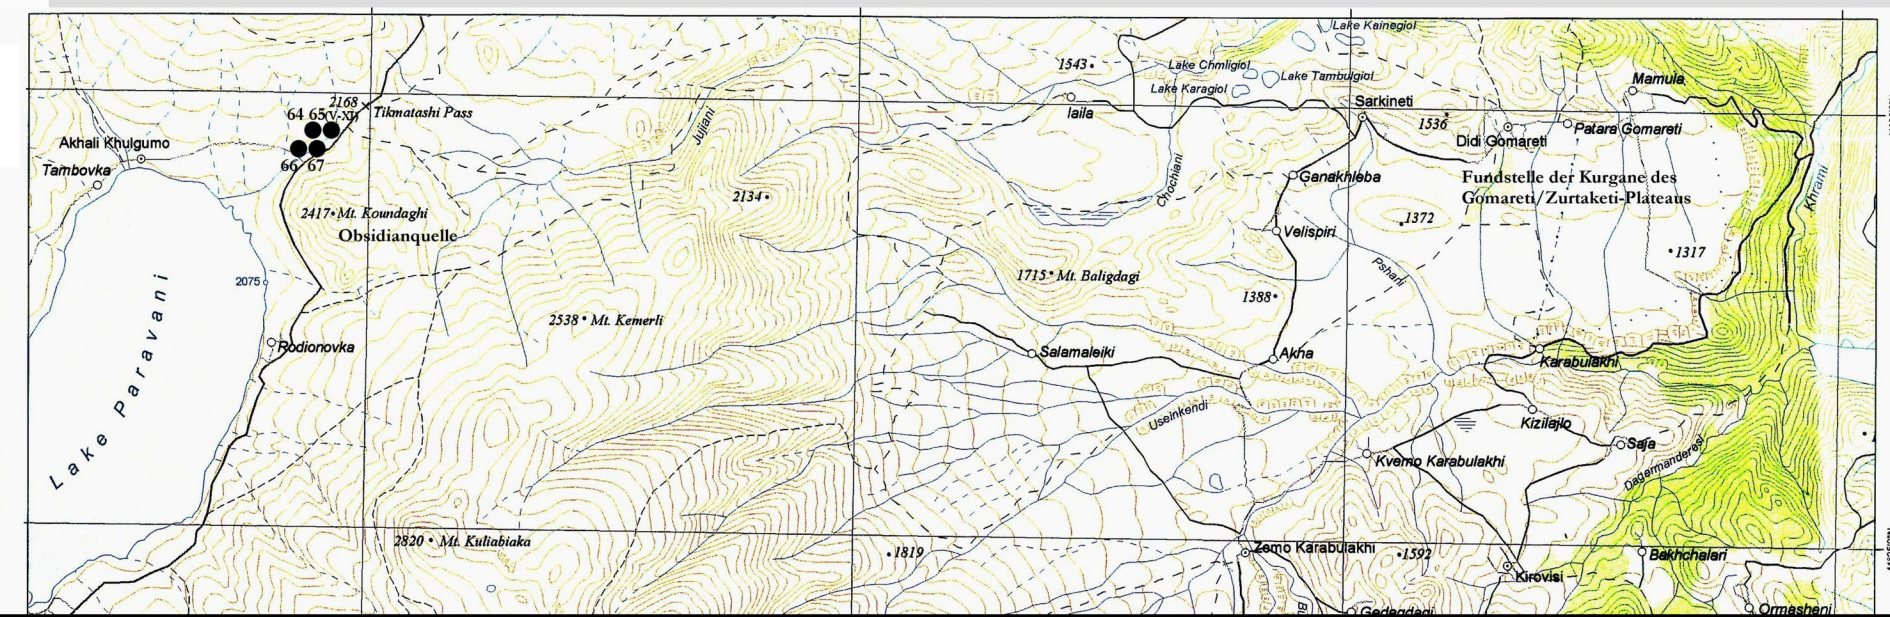 Lake Kainegiol
1543
Lake Chmligiol
Lake Tambulgiol
Lake Karagiol
Mamula
2168
Tikmatashi Pass
64 65 (V-XI)
Iaila
Sarkineti
1536
Didi Gomareti
Patara Gomareti
Jujiani
Akhali Khulgumo
Tambovka
66 67
Chochiani
Ganakhleba
Fundstelle der Kurgane des
Gomareti/Zurtaketi-Plateaus
Khrami
2134
2417 Mt. Koundaghi
Obsidianquelle
1372
Velispiri
1317
Pshani
2075
1715 Mt. Baligdagi
1388
Lake Paravani
2538 Mt. Kemerli
Rodionovka
Salamaleiki
Akha
Karabulakhi
Useinkendi
Kizilajlo
Saja
Dagermanderesi
Kvemo Karabulakhi
2820 Mt. Kuliabiaka
1819
Zemo Karabulakhi
1592
Bakhchalari
Kirovisi
Gedagdagi
Ormasheni